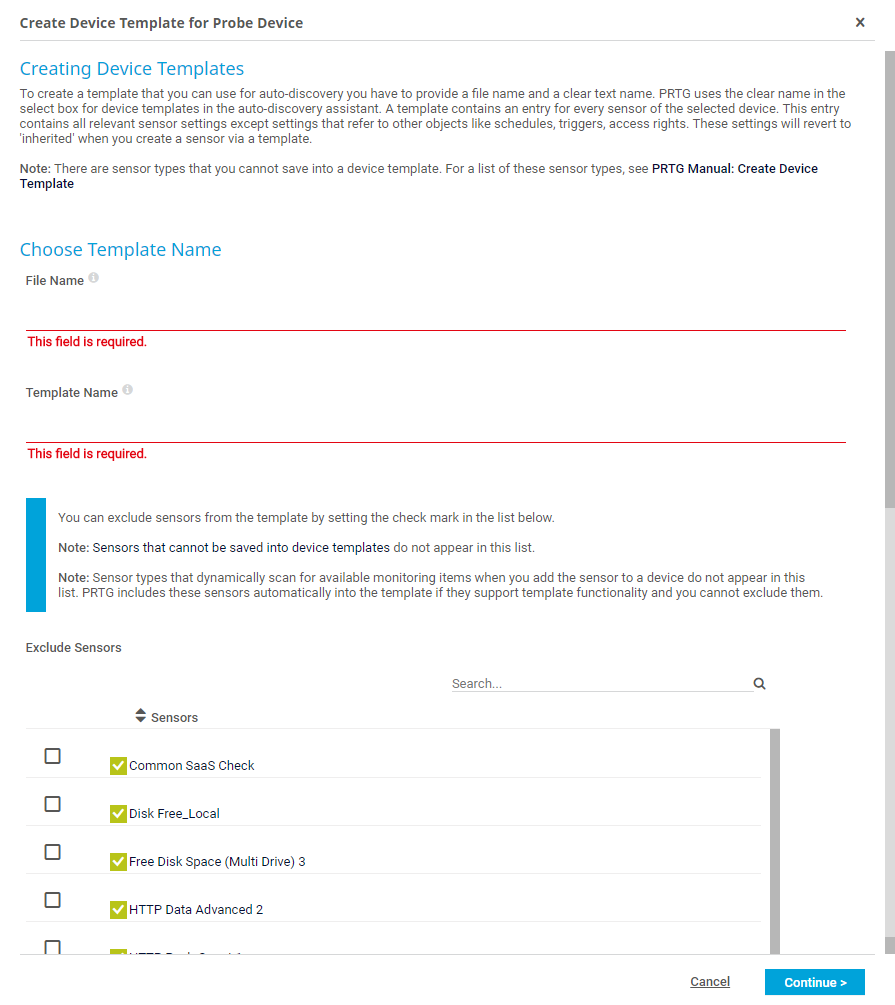 Create Device Template for Probe Device
Creating Device Templates
To create a template that you can use for auto-discovery you have to provide a file name and a clear text name. PRTG uses the clear name in the
select box for device templates in the auto-discovery assistant. A template contains an entry for every sensor of the selected device. This entry
contains all relevant sensor settings except settings that refer to other objects like schedules, triggers, access rights. These settings will revert to
'inherited' when you create a sensor via a template.
Note: There are sensor types that you cannot save into a device template. For a list of these sensor types, see PRTG Manual: Create Device
Template
Choose Template Name
File Name
This field is required.
Template Name
This field is required.
You can exclude sensors from the template by setting the check mark in the list below.
Note: Sensors that cannot be saved into device templates do not appear in this list.
Note: Sensor types that dynamically scan for available monitoring items when you add the sensor to a device do not appear in this
list. PRTG includes these sensors automatically into the template if they support template functionality and you cannot exclude them.
Exclude Sensors
Search...
Sensors
Common SaaS Check
Disk Free_Local
Free Disk Space (Multi Drive) 3
HTTP Data Advanced 2
Cancel
Continue >